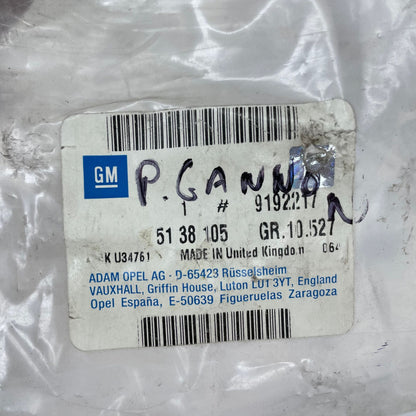 GM
P. GANNON
1 # 9192217
51 38 105 GR.10.527
K U34761 MADE IN United Kingdom 064
ADAM OPEL AG · D-65423 Rüsselsheim
VAUXHALL, Griffin House, Luton LU1 3YT, England
Opel España, E-50639 Figueruelas Zaragoza